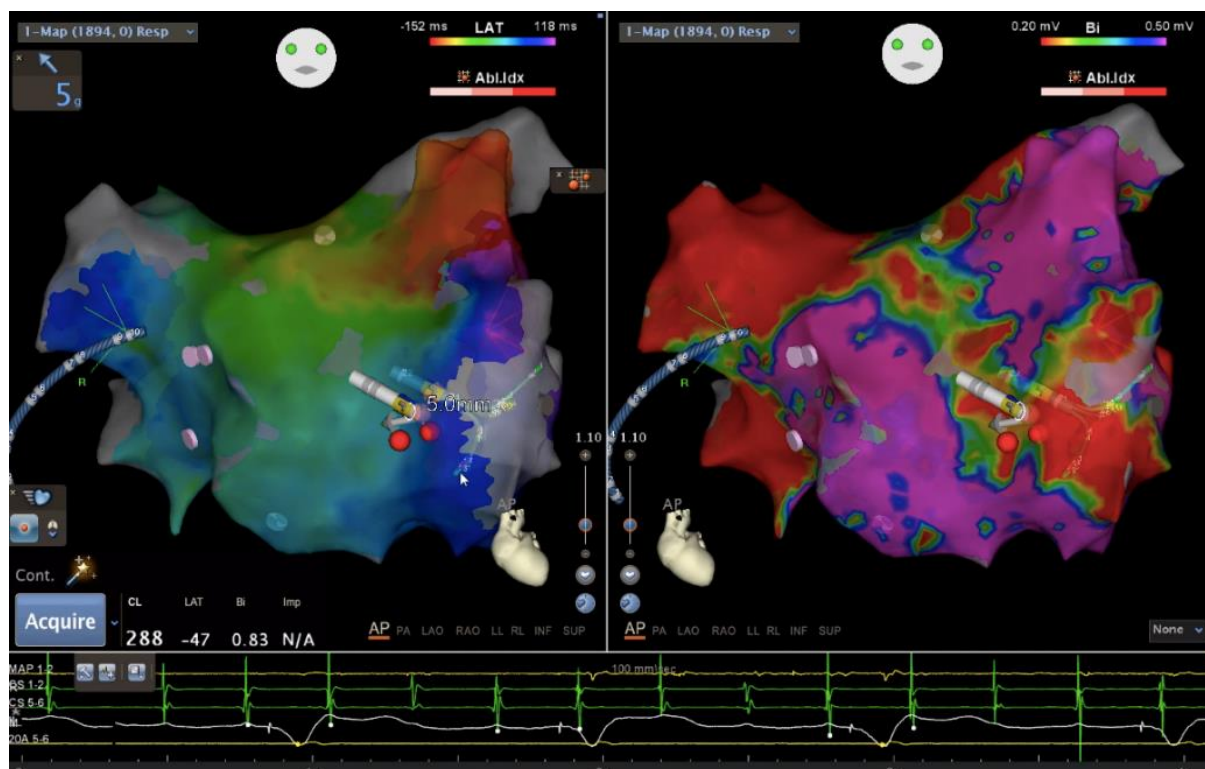 1-Map (1894, 0) Resp
-152 ms LAT 118 ms
Abl.Idx
5 g
5.0mm
1.10
AP
R
Cont.
Acquire
CL LAT Bi Imp
288 -47 0.83 N/A
AP PA LAO RAO LL RL INF SUP
1-Map (1894, 0) Resp
0.20 mV Bi 0.50 mV
Abl.Idx
R
1.10
AP
AP PA LAO RAO LL RL INF SUP
None
100 mm/sec
MAP 1-2
CS 5-6
20A 5-6